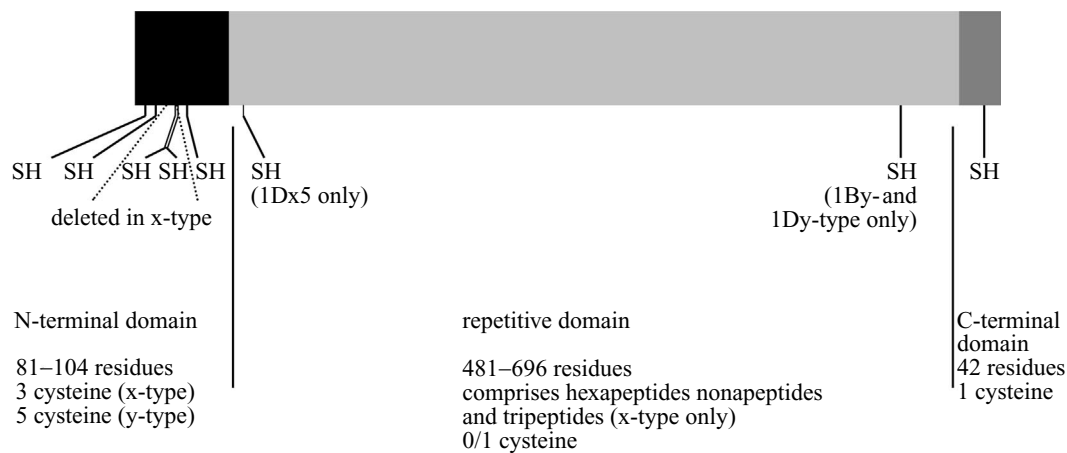 SH SH SH SH SH SH SH SH
(1Dx5 only)
(1By- and
1Dy-type only)
deleted in x-type
N-terminal domain
81–104 residues
3 cysteine (x-type)
5 cysteine (y-type)
repetitive domain
481–696 residues
comprises hexapeptides nonapeptides
and tripeptides (x-type only)
0/1 cysteine
C-terminal
domain
42 residues
1 cysteine